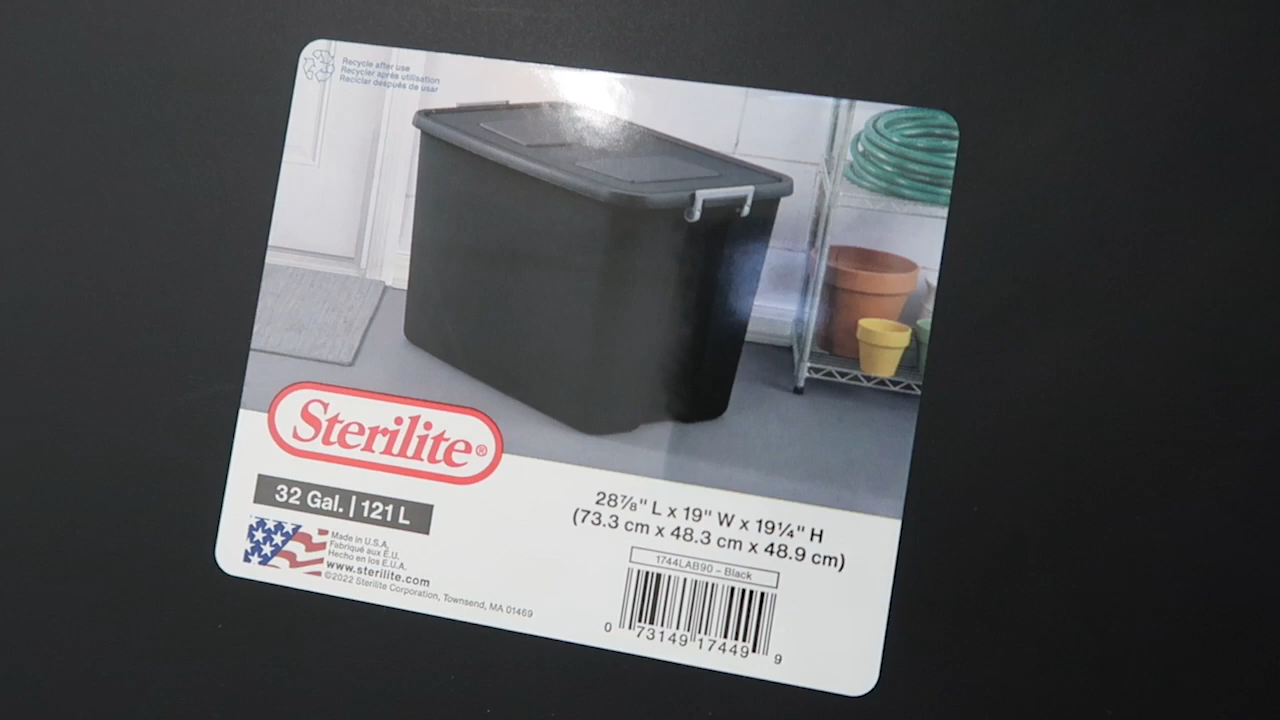 Recycle after use
Recycler après utilisation
Reciclar después de usar
Sterilite®
32 Gal. | 121 L
Made in U.S.A.
Fabriqué aux É.U.
Hecho en los E.U.A.
www.sterilite.com
©2022 Sterilite Corporation, Townsend, MA 01469
28⅞" L x 19" W x 19¼" H
(73.3 cm x 48.3 cm x 48.9 cm)
1744LAB90 – Black
0 73149 17449 9